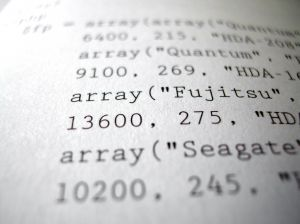 $fp = array(array("Quantum"
6400, 215, "HDA-208
array("Quantum", "
9100, 269, "HDA-1
array("Fujitsu",
13600, 275, "HD
array("Seagate"
10200, 245, "H